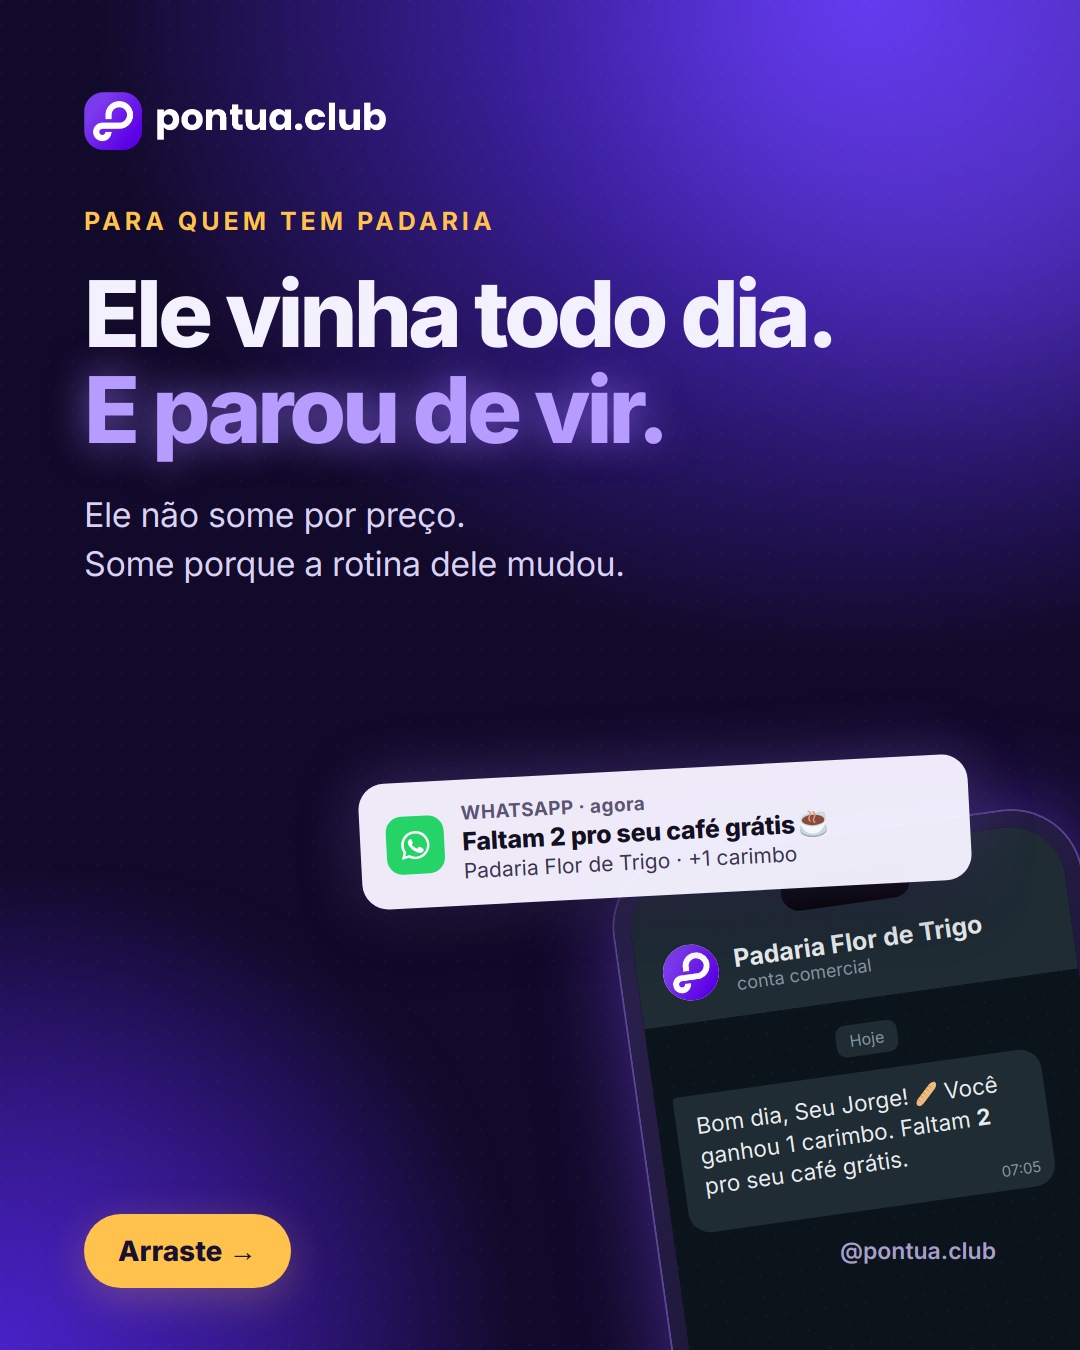 pontua.club
PARA QUEM TEM PADARIA
Ele vinha todo dia.
E parou de vir.
Ele não some por preço.
Some porque a rotina dele mudou.
WHATSAPP · agora
Faltam 2 pro seu café grátis☕
Padaria Flor de Trigo · +1 carimbo
Padaria Flor de Trigo
conta comercial
Hoje
Bom dia, Seu Jorge! 🥖 Você
ganhou 1 carimbo. Faltam 2
pro seu café grátis.
07:05
Arraste →
@pontua.club